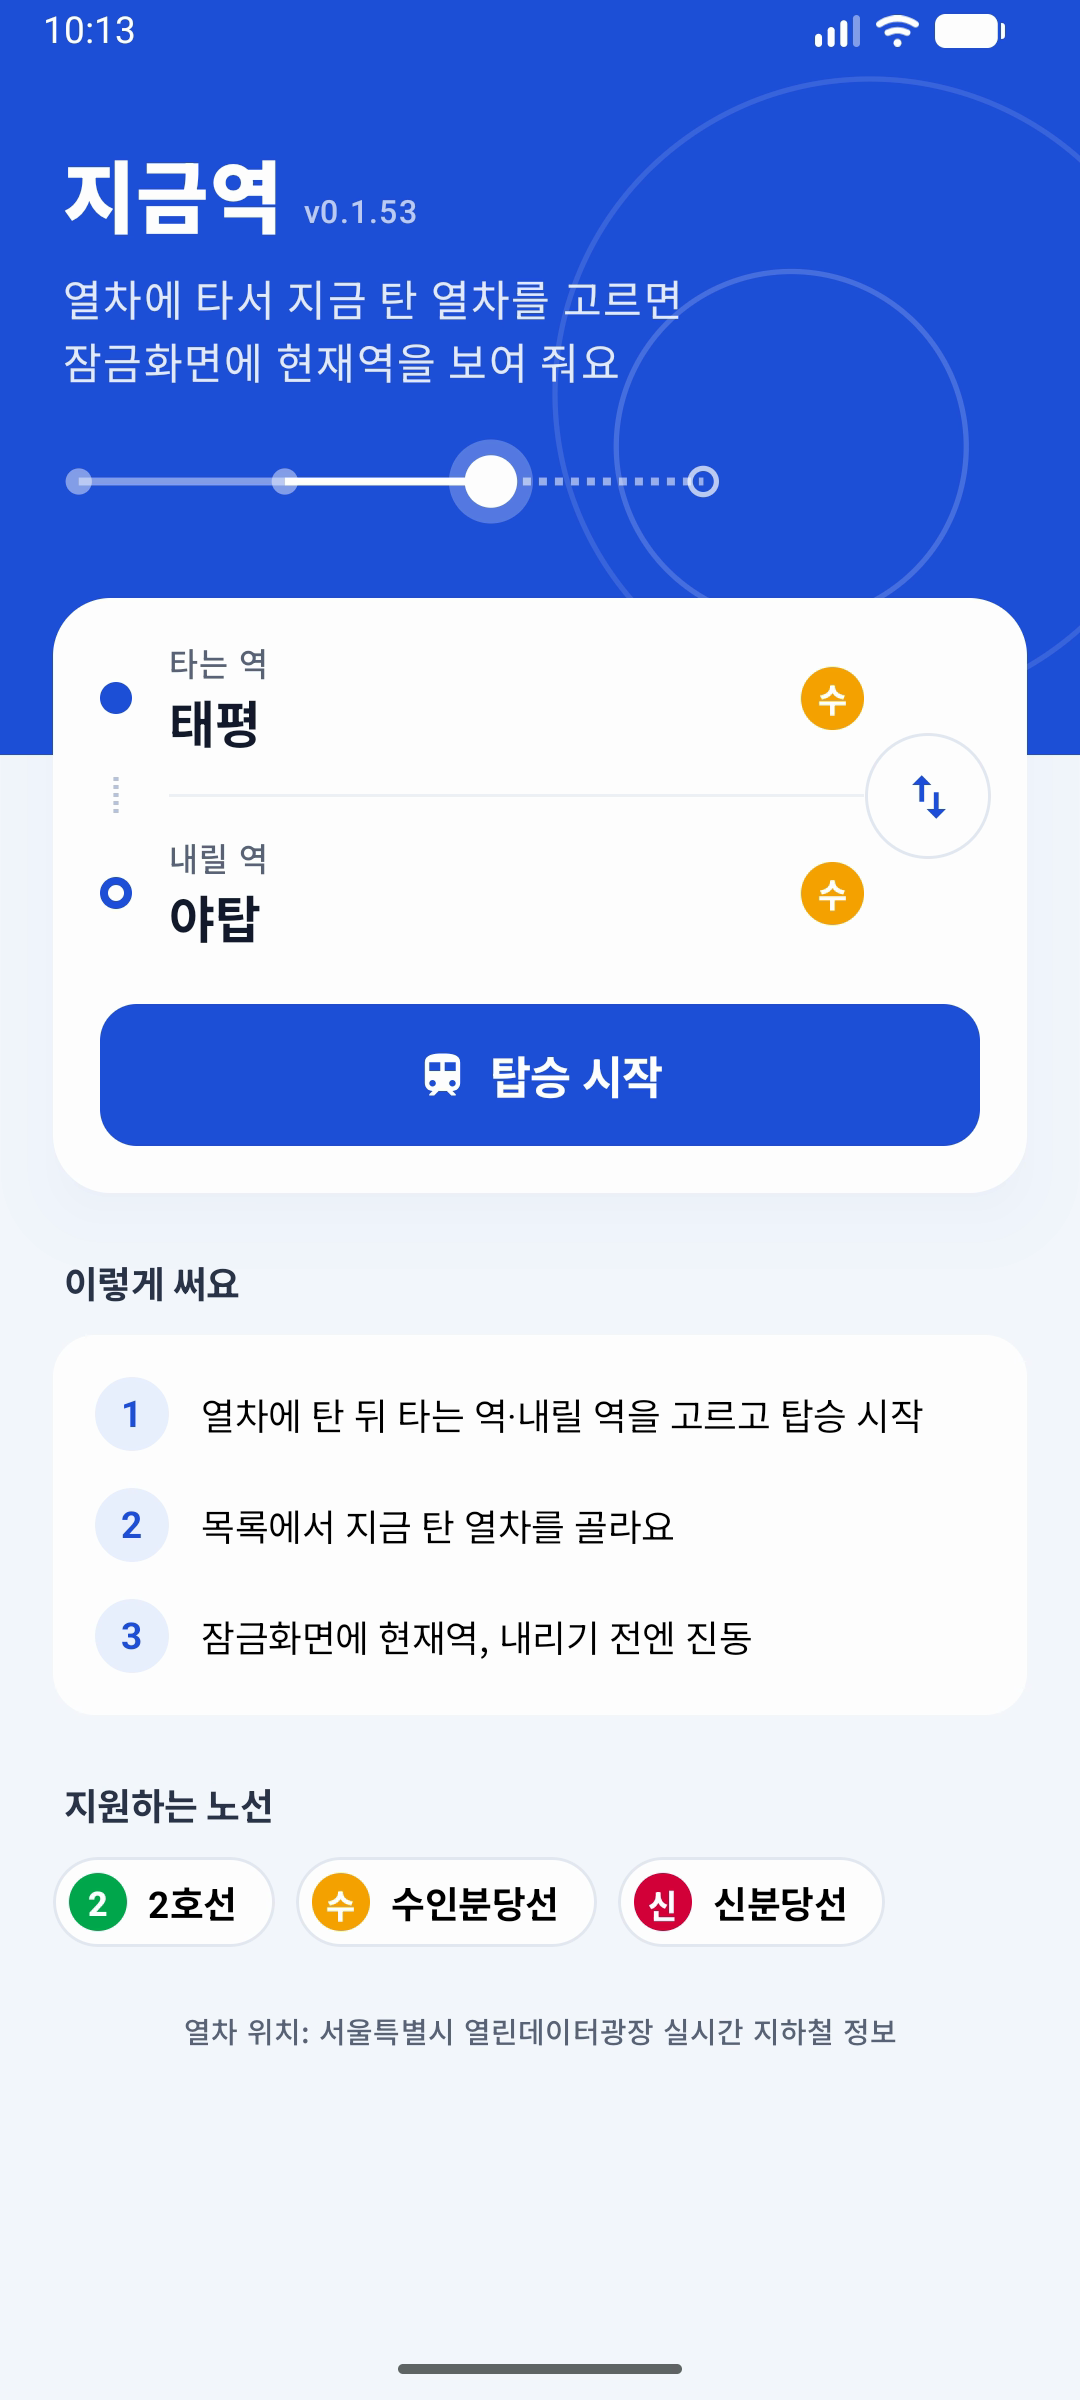 10:13
지금역 v0.1.53
열차에 타서 지금 탄 열차를 고르면
잠금화면에 현재역을 보여 줘요
타는 역
태평
수
내릴 역
야탑
수
탑승 시작
이렇게 써요
1 열차에 탄 뒤 타는 역·내릴 역을 고르고 탑승 시작
2 목록에서 지금 탄 열차를 골라요
3 잠금화면에 현재역, 내리기 전엔 진동
지원하는 노선
2 2호선 수 수인분당선 신 신분당선
열차 위치: 서울특별시 열린데이터광장 실시간 지하철 정보